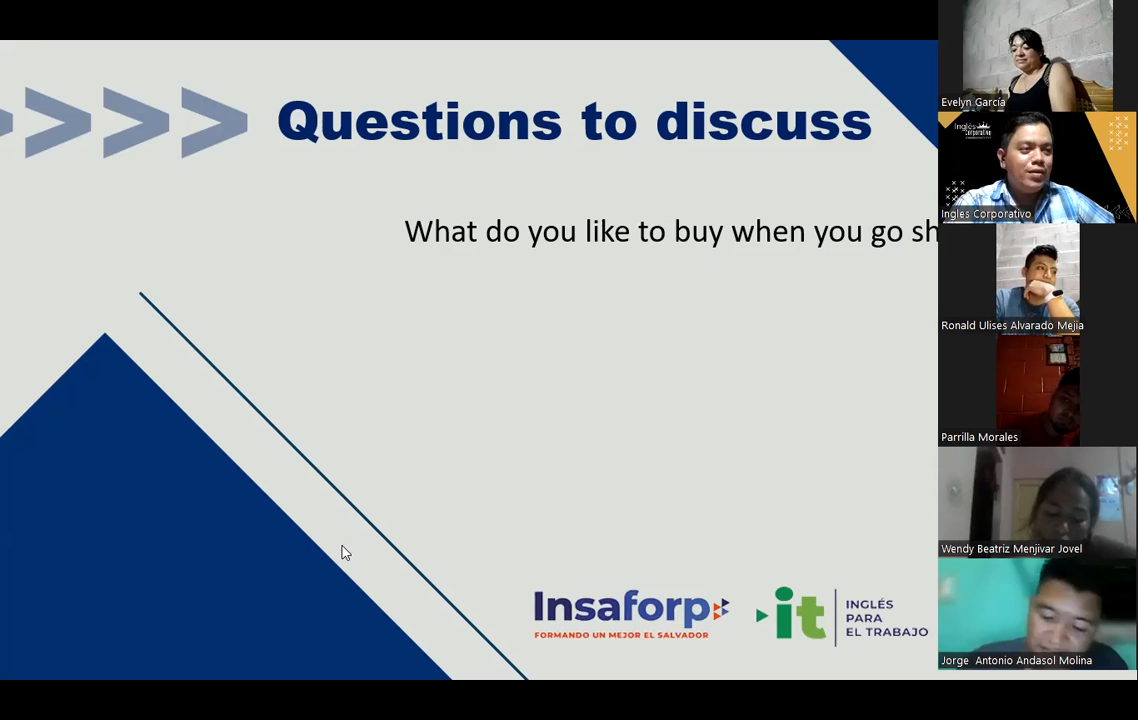 Questions to discuss
What do you like to buy when you go sh
Insaforp
FORMANDO UN MEJOR EL SALVADOR
it
INGLÉS
PARA
EL TRABAJO
Evelyn García
Inglés
Corporativo
Ingles Corporativo
Ronald Ulises Alvarado Mejia
Parrilla Morales
Wendy Beatriz Menjivar Jovel
Jorge Antonio Andasol Molina